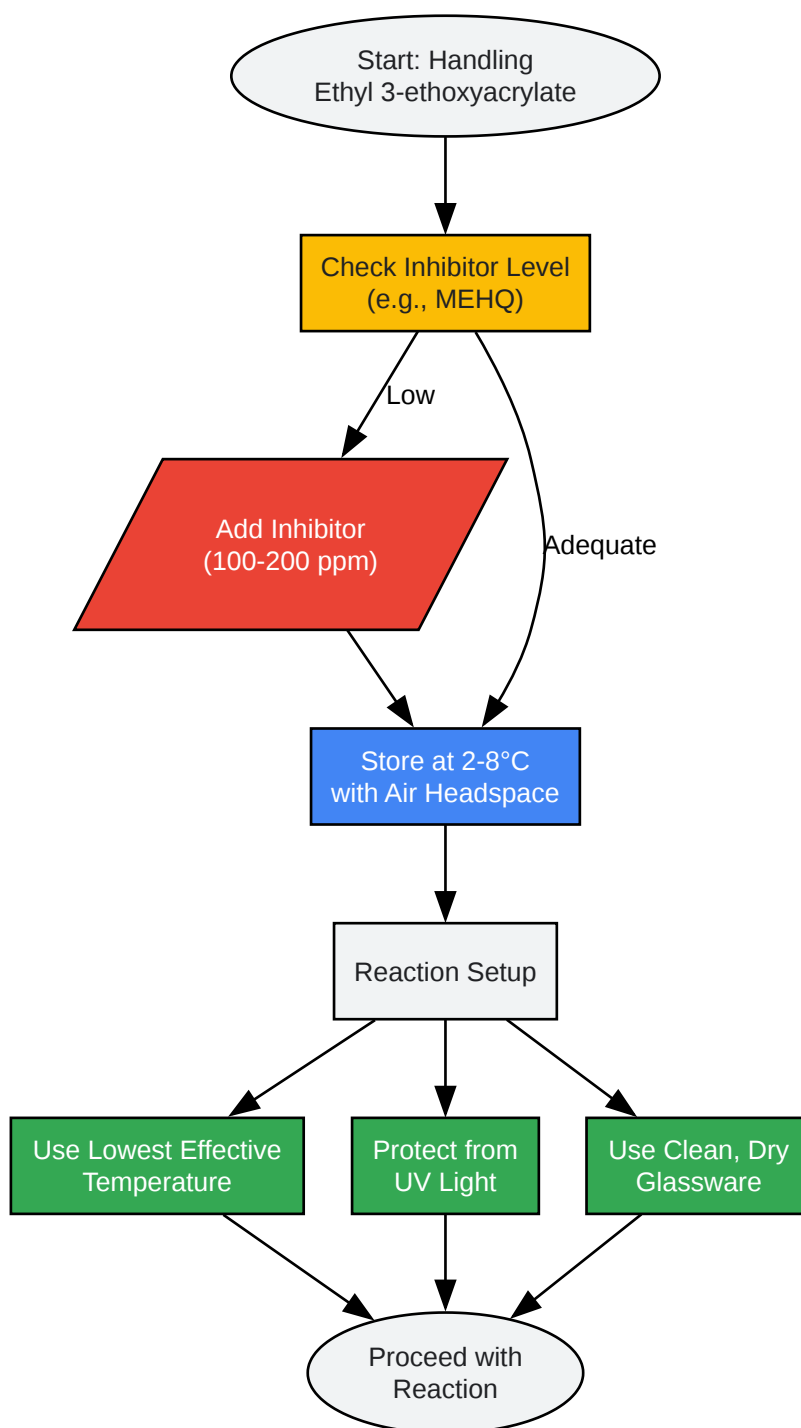 Start: Handling
Ethyl 3-ethoxyacrylate
Check Inhibitor Level
(e.g., MEHQ)
Low
Add Inhibitor
(100-200 ppm)
Adequate
Store at 2-8°C
with Air Headspace
Reaction Setup
Use Lowest Effective
Temperature
Protect from
UV Light
Use Clean, Dry
Glassware
Proceed with
Reaction